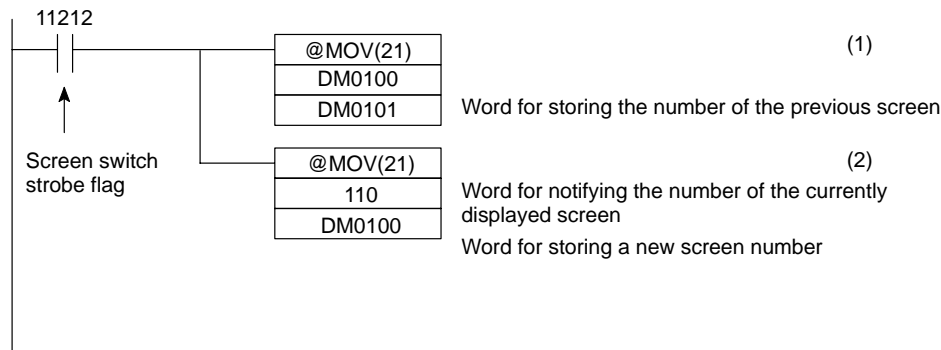 11212
@MOV(21)
(1)
DM0100
DM0101
Word for storing the number of the previous screen
Screen switch
strobe flag
@MOV(21)
(2)
110
Word for notifying the number of the currently
displayed screen
DM0100
Word for storing a new screen number